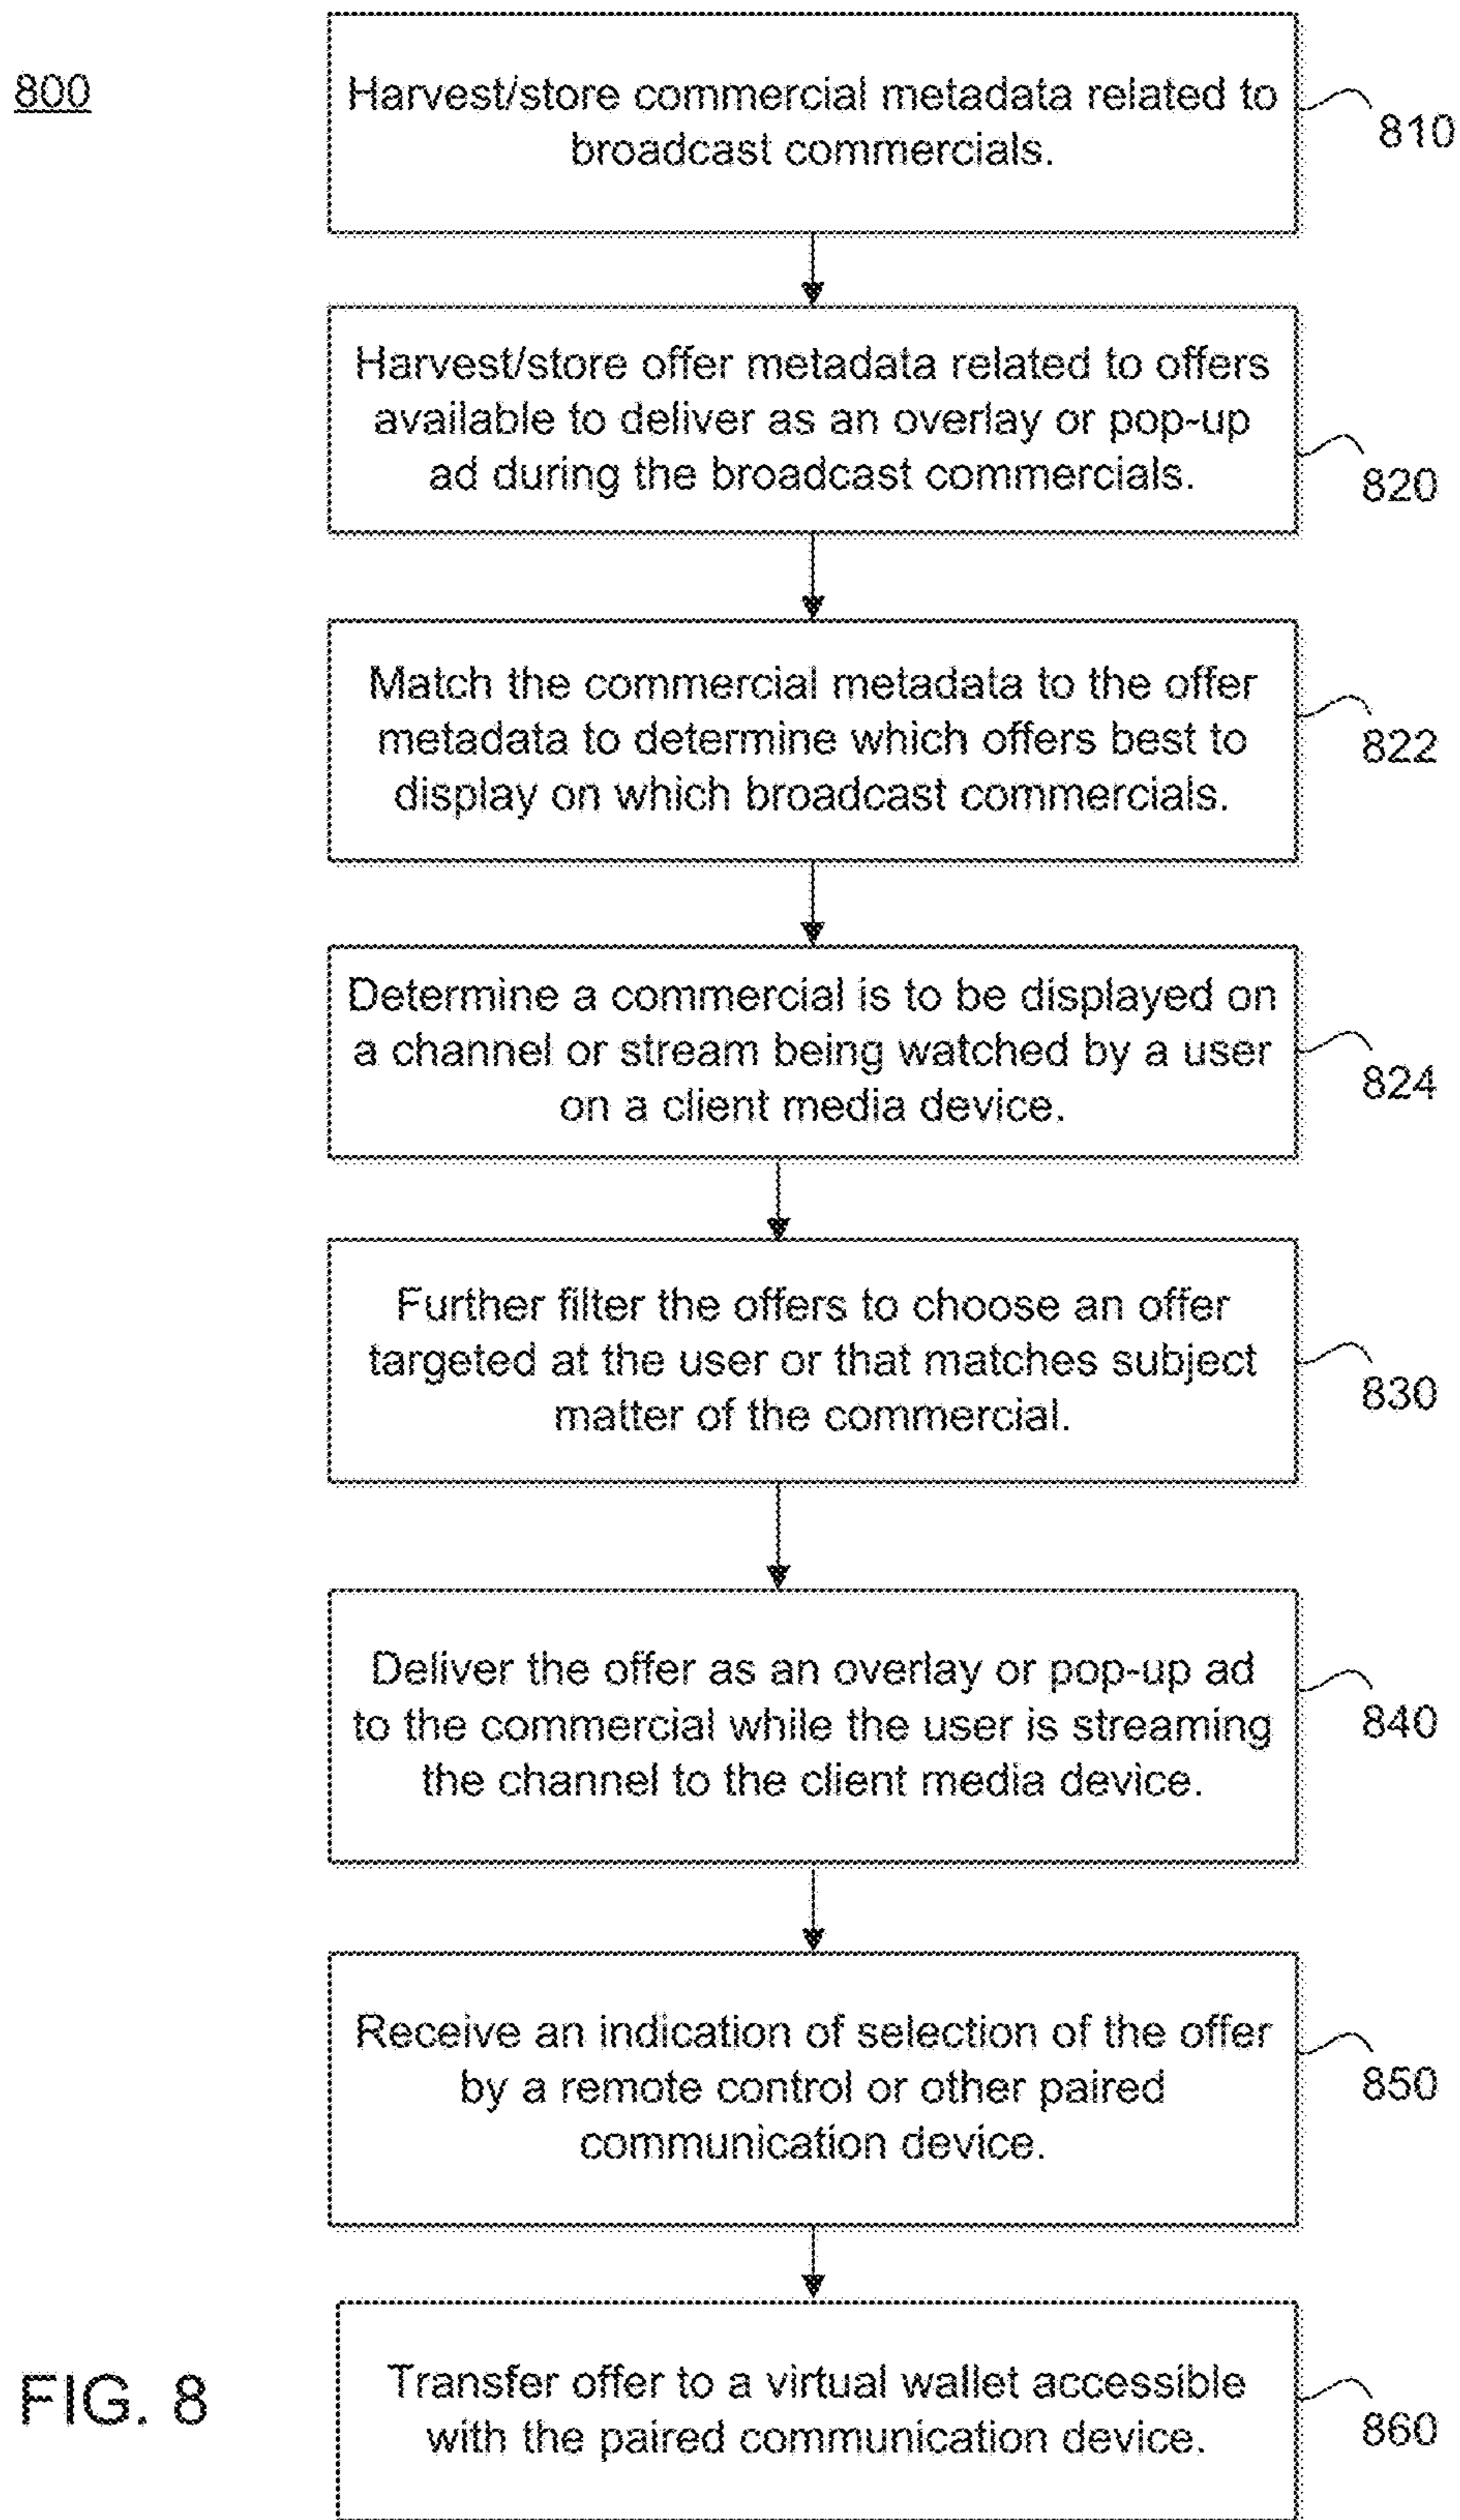 800
Harvest/store commercial metadata related to
broadcast commercials.
810
Harvest/store offer metadata related to offers
available to deliver as an overlay or pop-up
ad during the broadcast commercials.
820
Match the commercial metadata to the offer
metadata to determine which offers best to
display on which broadcast commercials.
822
Determine a commercial is to be displayed on
a channel or stream being watched by a user
on a client media device.
824
Further filter the offers to choose an offer
targeted at the user or that matches subject
matter of the commercial.
830
Deliver the offer as an overlay or pop-up ad
to the commercial while the user is streaming
the channel to the client media device.
840
Receive an indication of selection of the offer
by a remote control or other paired
communication device.
850
Transfer offer to a virtual wallet accessible
with the paired communication device.
860
FIG. 8